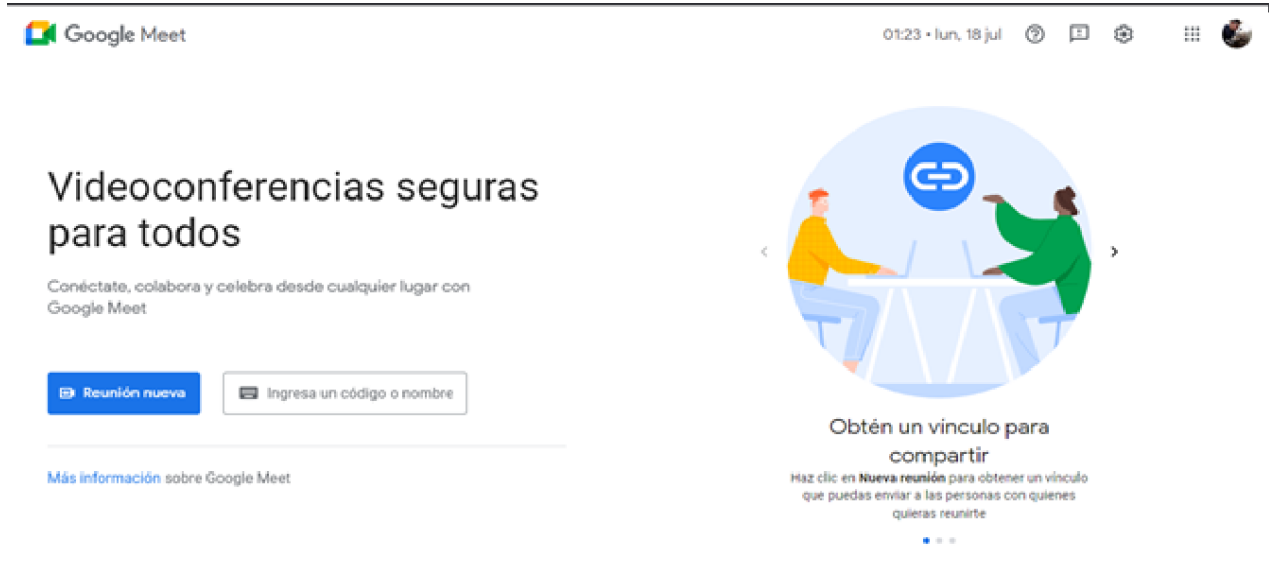 Google Meet
01:23 • lun, 18 jul
Videoconferencias seguras
para todos
Conéctate, colabora y celebra desde cualquier lugar con
Google Meet
Reunión nueva
Ingresa un código o nombre
Más información sobre Google Meet
Obtén un vínculo para
compartir
Haz clic en Nueva reunión para obtener un vínculo
que puedas enviar a las personas con quienes
quieras reunirte